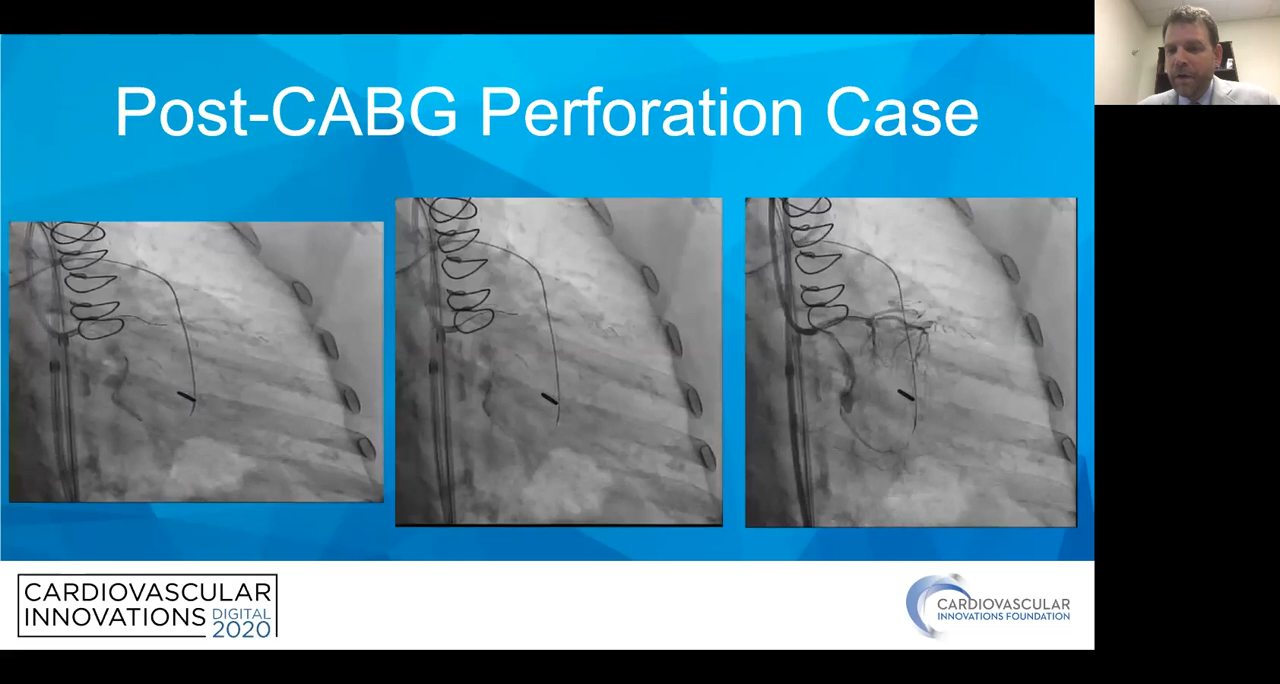 Post-CABG Perforation Case
CARDIOVASCULAR
INNOVATIONS DIGITAL
2020
CARDIOVASCULAR
INNOVATIONS FOUNDATION